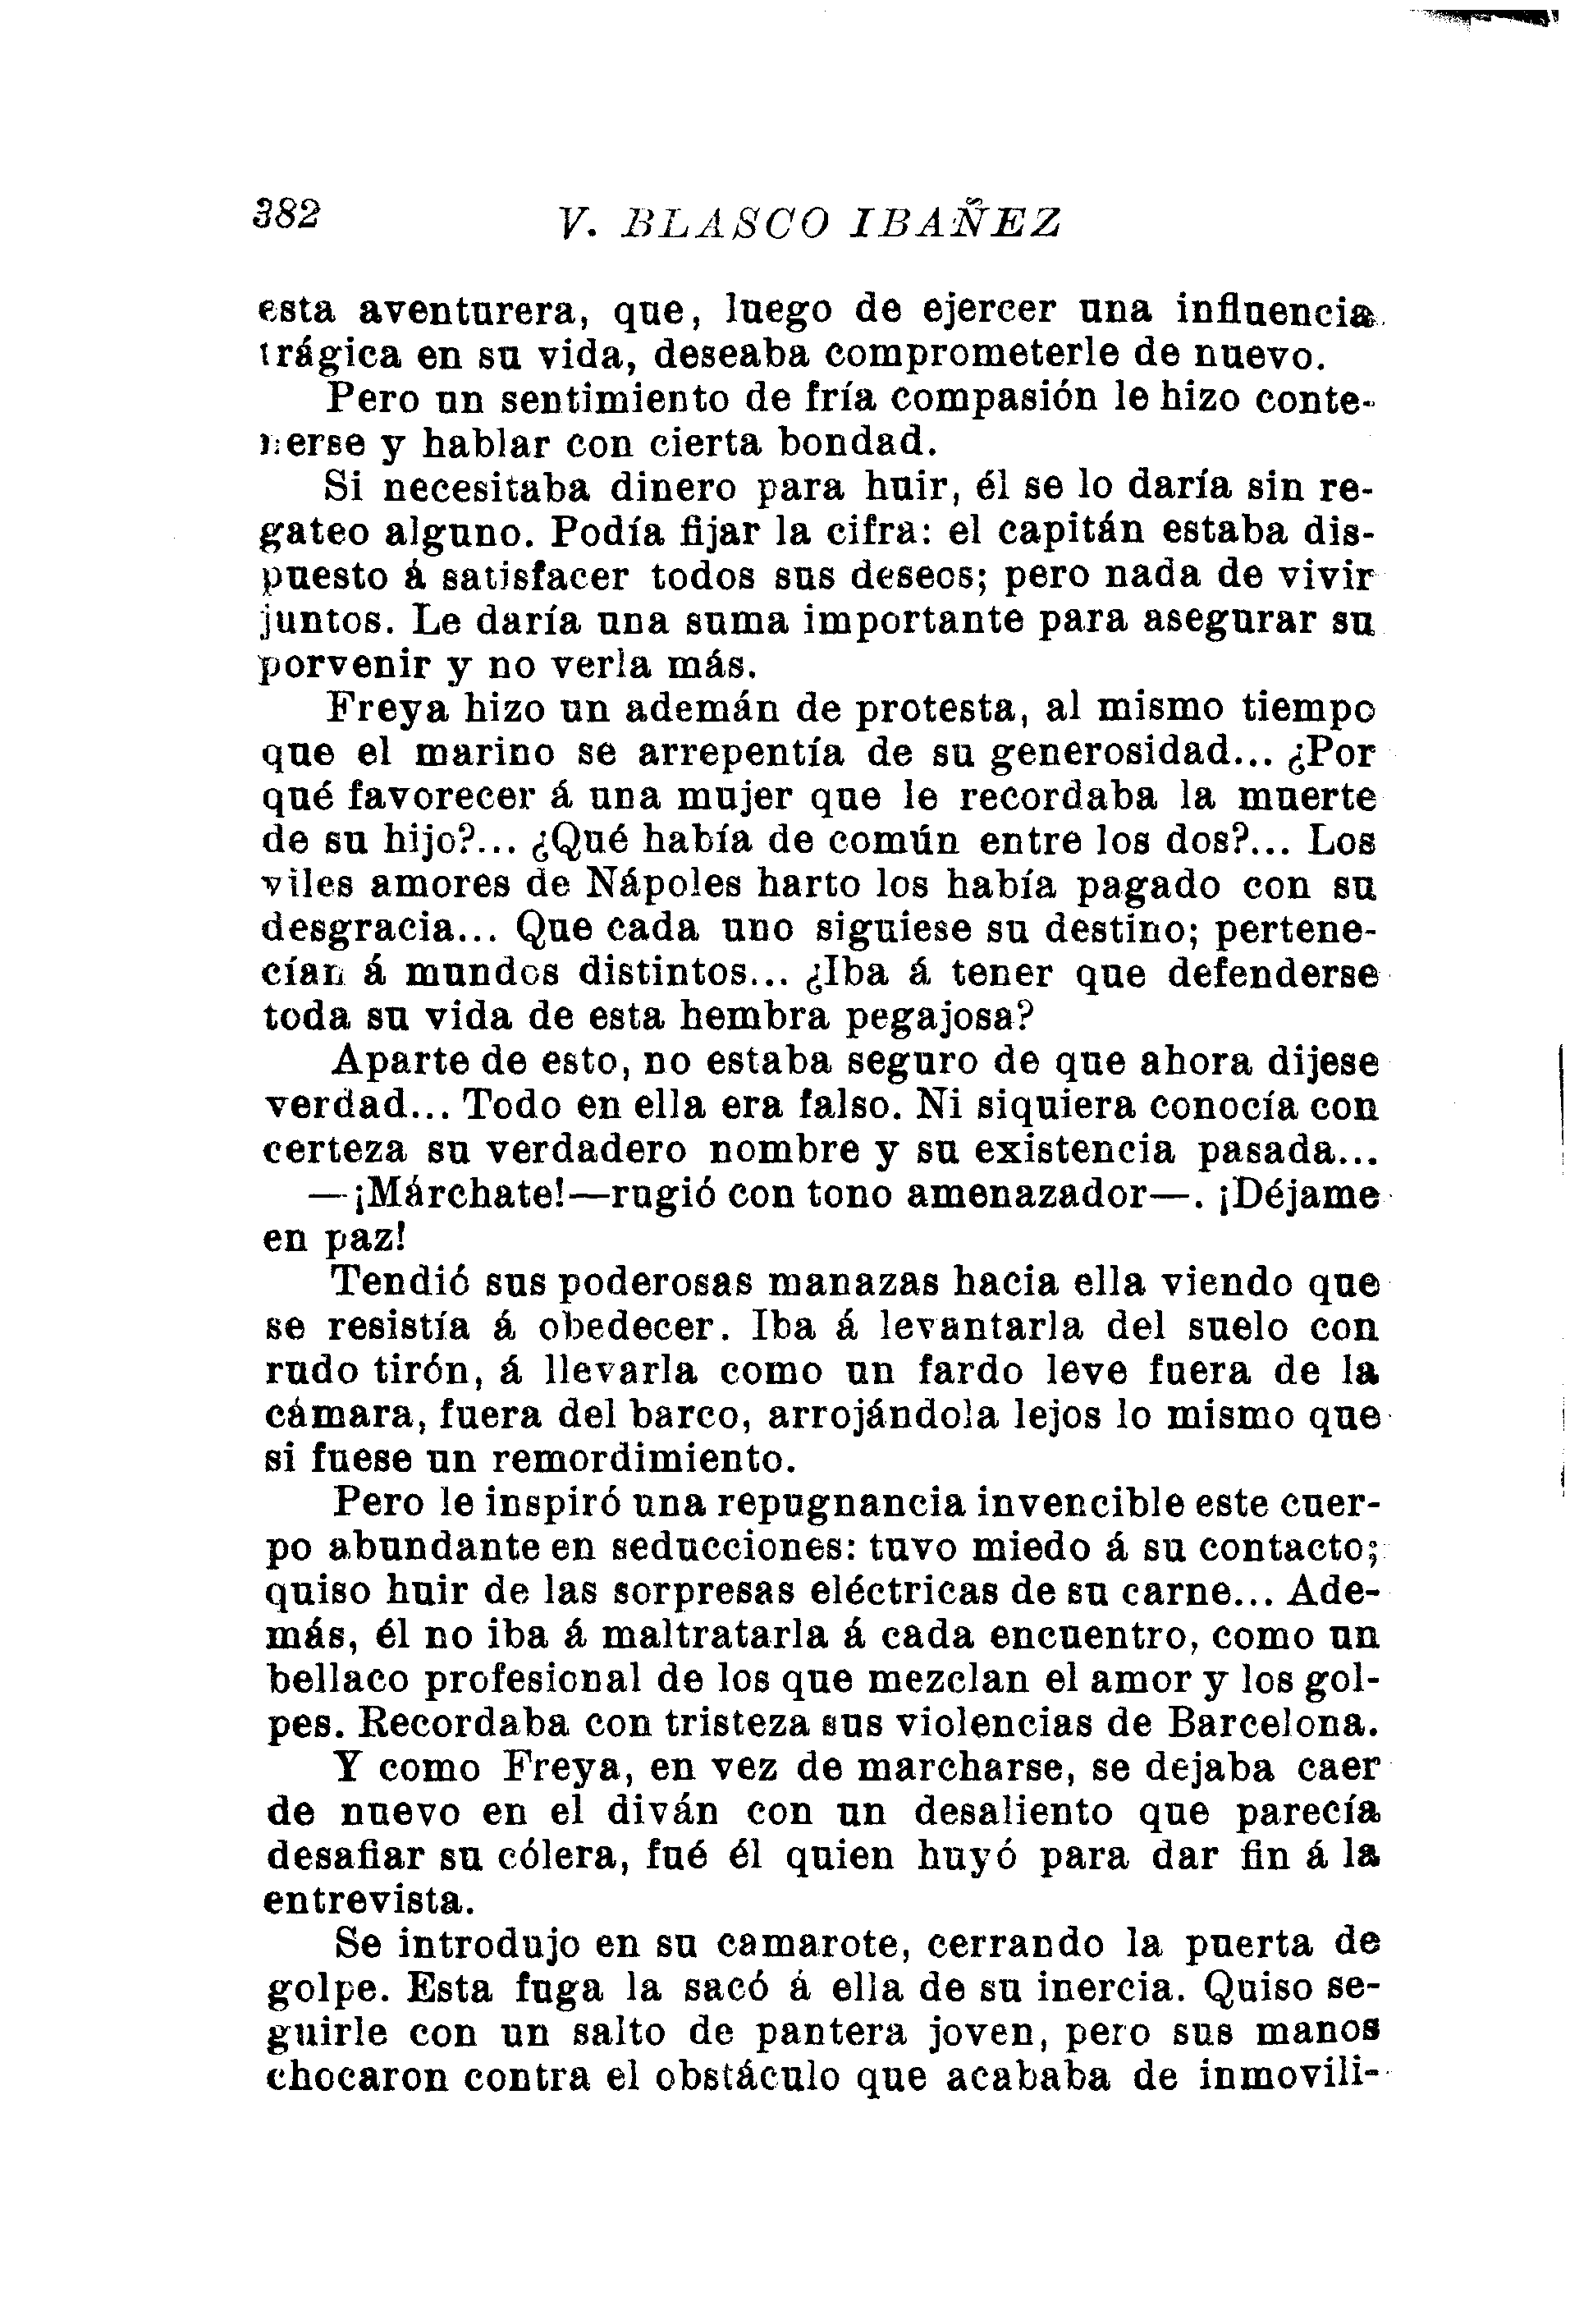 382
V. BLASCO IBAÑEZ
esta aventurera, que, luego de ejercer una influencia
trágica en su vida, deseaba comprometerle de nuevo.
Pero un sentimiento de fría compasión le hizo conte-
nerse y hablar con cierta bondad.
Si necesitaba dinero para huir, él se lo daría sin re-
gateo alguno. Podía fijar la cifra: el capitán estaba dis-
puesto á satisfacer todos sus deseos; pero nada de vivir
juntos. Le daría una suma importante para asegurar su
porvenir y no verla más.
Freya hizo un ademán de protesta, al mismo tiempo
que el marino se arrepentía de su generosidad... ¿Por
qué favorecer á una mujer que le recordaba la muerte
de su hijo?... ¿Qué había de común entre los dos?... Los
viles amores de Nápoles harto los había pagado con su
desgracia... Que cada uno siguiese su destino; pertene-
cían á mundos distintos... ¿Iba á tener que defenderse
toda su vida de esta hembra pegajosa?
Aparte de esto, no estaba seguro de que ahora dijese
verdad... Todo en ella era falso. Ni siquiera conocía con
certeza su verdadero nombre y su existencia pasada...
—¡Márchate!—rugió con tono amenazador—. ¡Déjame
en paz!
Tendió sus poderosas manazas hacia ella viendo que
se resistía á obedecer. Iba á levantarla del suelo con
rudo tirón, á llevarla como un fardo leve fuera de la
cámara, fuera del barco, arrojándola lejos lo mismo que
si fuese un remordimiento.
Pero le inspiró una repugnancia invencible este cuer-
po abundante en seducciones: tuvo miedo á su contacto;
quiso huir de las sorpresas eléctricas de su carne... Ade-
más, él no iba á maltratarla á cada encuentro, como un
bellaco profesional de los que mezclan el amor y los gol-
pes. Recordaba con tristeza sus violencias de Barcelona.
Y como Freya, en vez de marcharse, se dejaba caer
de nuevo en el diván con un desaliento que parecía
desafiar su cólera, fué él quien huyó para dar fin á la
entrevista.
Se introdujo en su camarote, cerrando la puerta de
golpe. Esta fuga la sacó á ella de su inercia. Quiso se-
guirle con un salto de pantera joven, pero sus manos
chocaron contra el obstáculo que acababa de inmovili-